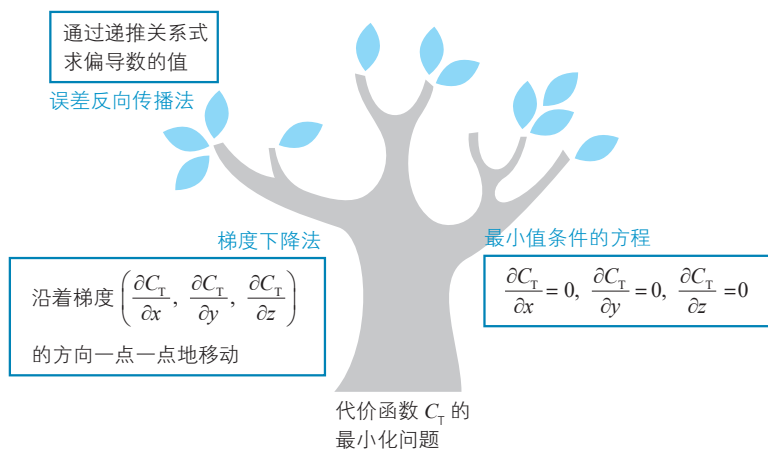 通过递推关系式
求偏导数的值
误差反向传播法
梯度下降法
最小值条件的方程
沿着梯度 (∂C_T/∂x, ∂C_T/∂y, ∂C_T/∂z)
的方向一点一点地移动
∂C_T/∂x = 0, ∂C_T/∂y = 0, ∂C_T/∂z = 0
代价函数 C_T 的
最小化问题